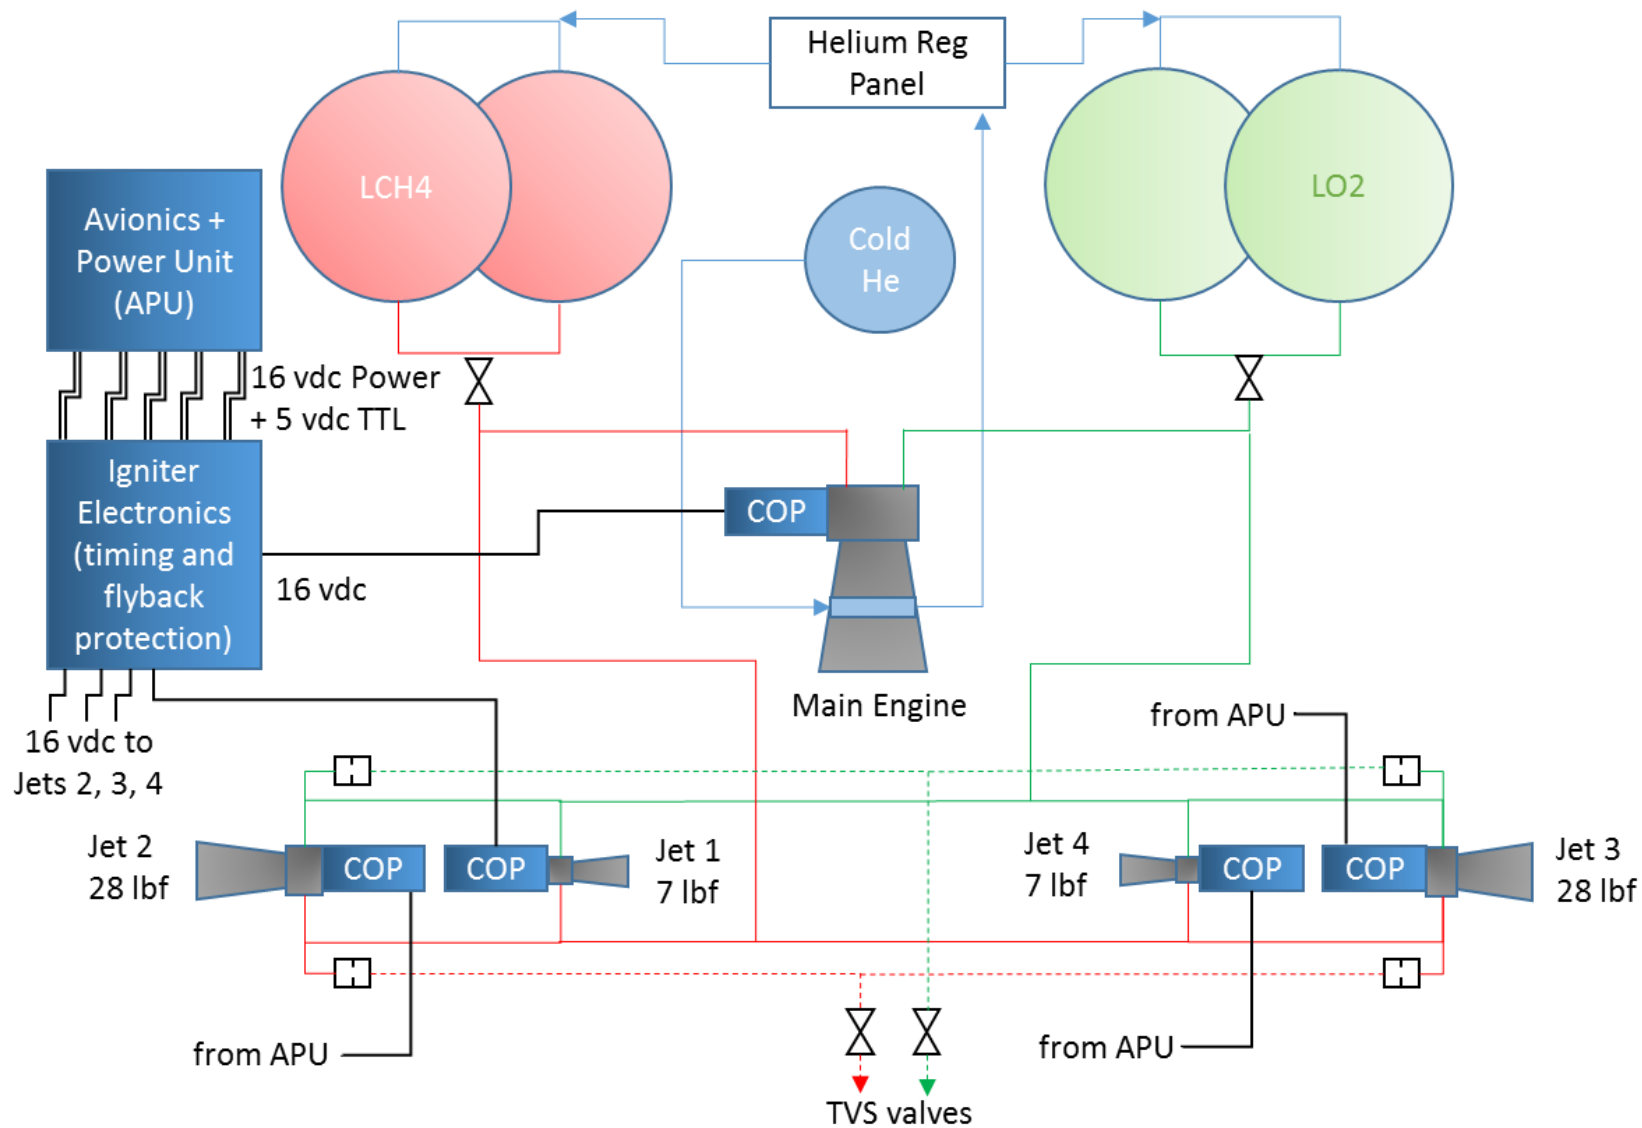 Helium Reg
Panel
LCH4
LO2
Cold
He
Avionics +
Power Unit
(APU)
16 vdc Power
+ 5 vdc TTL
Igniter
Electronics
(timing and
flyback
protection)
COP
16 vdc
Main Engine
from APU
16 vdc to
Jets 2, 3, 4
Jet 2
28 lbf
COP
COP
Jet 1
7 lbf
Jet 4
7 lbf
COP
COP
Jet 3
28 lbf
from APU
from APU
TVS valves